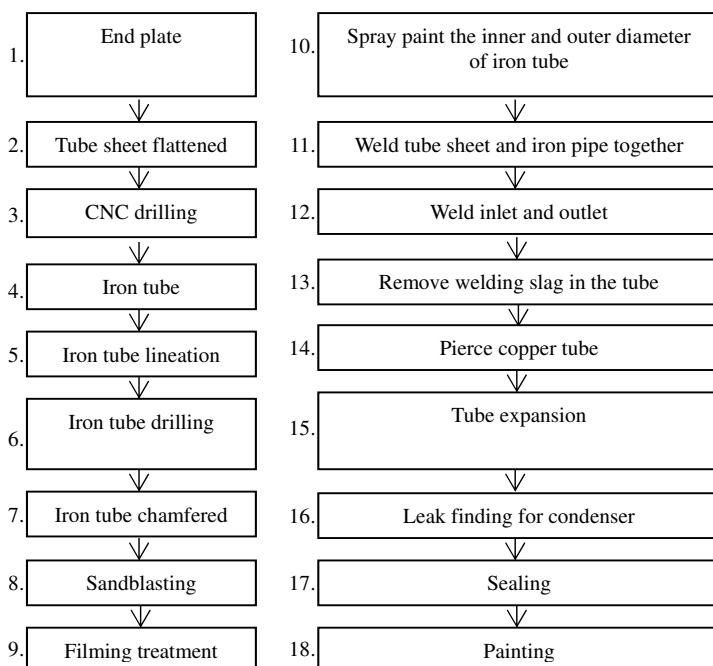 1. End plate
2. Tube sheet flattened
3. CNC drilling
4. Iron tube
5. Iron tube lineation
6. Iron tube drilling
7. Iron tube chamfered
8. Sandblasting
9. Filming treatment
10. Spray paint the inner and outer diameter
of iron tube
11. Weld tube sheet and iron pipe together
12. Weld inlet and outlet
13. Remove welding slag in the tube
14. Pierce copper tube
15. Tube expansion
16. Leak finding for condenser
17. Sealing
18. Painting